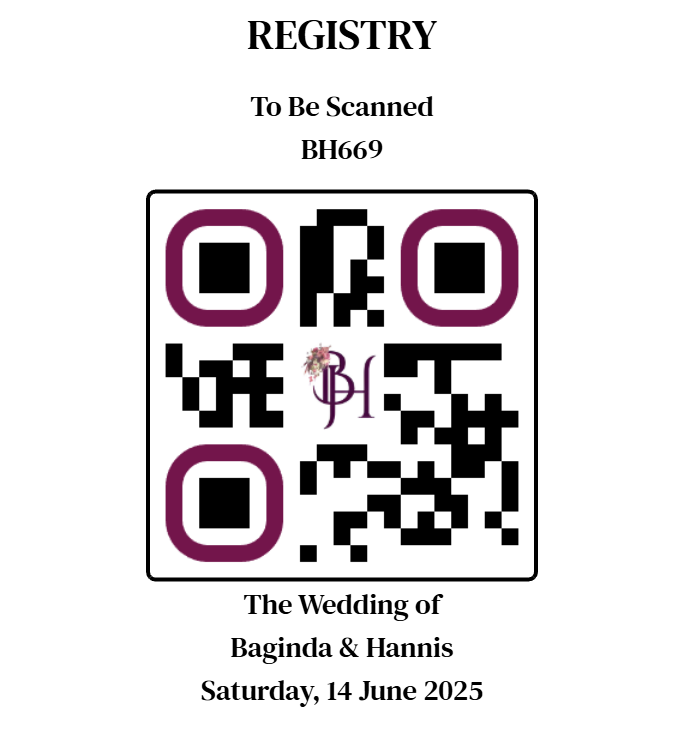 REGISTRY
To Be Scanned
BH669
BH
The Wedding of
Baginda & Hannis
Saturday, 14 June 2025